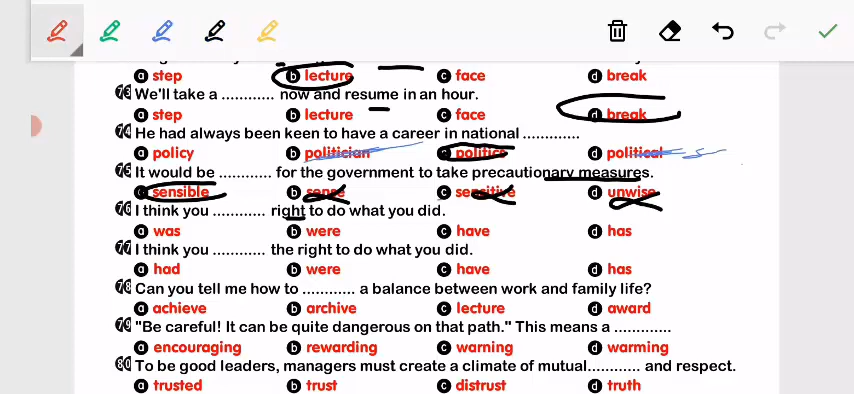 a step b lecture c face d break
73 We'll take a ............ now and resume in an hour.
a step b lecture c face d break
74 He had always been keen to have a career in national .............
a policy b politician c politics d political
75 It would be ............ for the government to take precautionary measures.
sensible b sense c sensitive d unwise
76 I think you ............ right to do what you did.
a was b were c have d has
77 I think you ............ the right to do what you did.
a had b were c have d has
78 Can you tell me how to ............ a balance between work and family life?
a achieve b archive c lecture d award
79 "Be careful! It can be quite dangerous on that path." This means a .............
a encouraging b rewarding c warning d warming
80 To be good leaders, managers must create a climate of mutual............ and respect.
a trusted b trust c distrust d truth